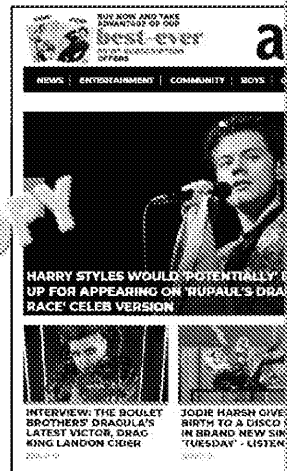 BUY NOW AND TAKE
ADVANTAGE OF OUR
best-ever
OFFERS
a
NEWS ENTERTAINMENT COMMUNITY BOYS
HARRY STYLES WOULD 'POTENTIALLY'
UP FOR APPEARING ON 'RUPAUL'S DRA
RACE' CELEB VERSION
INTERVIEW: THE BOULET
BROTHERS' DRAGULA'S
LATEST VICTOR, DRAG
KING LANDON CIDER
JODIE HARSH GIVE
BIRTH TO A DISCO
IN BRAND NEW SIN
'TUESDAY' - LISTEN